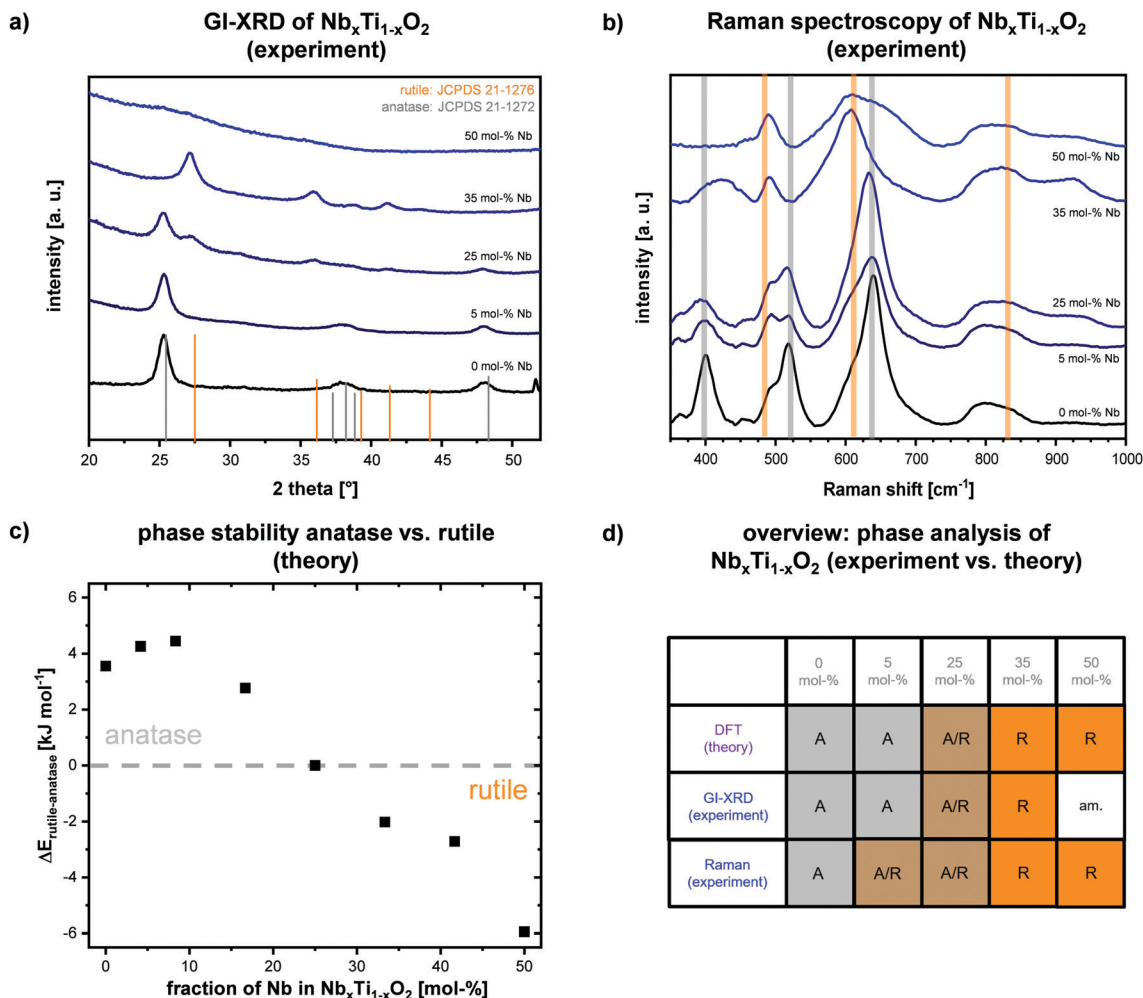 a)
GI-XRD of NbxTi1-xO2
(experiment)
rutile: JCPDS 21-1276
anatase: JCPDS 21-1272
50 mol-% Nb
35 mol-% Nb
25 mol-% Nb
5 mol-% Nb
0 mol-% Nb
intensity [a. u.]
20 25 30 35 40 45 50
2 theta [°]
b)
Raman spectroscopy of NbxTi1-xO2
(experiment)
50 mol-% Nb
35 mol-% Nb
25 mol-% Nb
5 mol-% Nb
0 mol-% Nb
intensity [a. u.]
400 500 600 700 800 900 1000
Raman shift [cm-1]
c)
phase stability anatase vs. rutile
(theory)
6
4
2
0
-2
-4
-6
ΔErutile-anatase [kJ mol-1]
anatase
rutile
0 10 20 30 40 50
fraction of Nb in NbxTi1-xO2 [mol-%]
d)
overview: phase analysis of
NbxTi1-xO2 (experiment vs. theory)
0 5 25 35 50
mol-% mol-% mol-% mol-% mol-%
DFT
(theory)
A A A/R R R
GI-XRD
(experiment)
A A A/R R am.
Raman
(experiment)
A A/R A/R R R